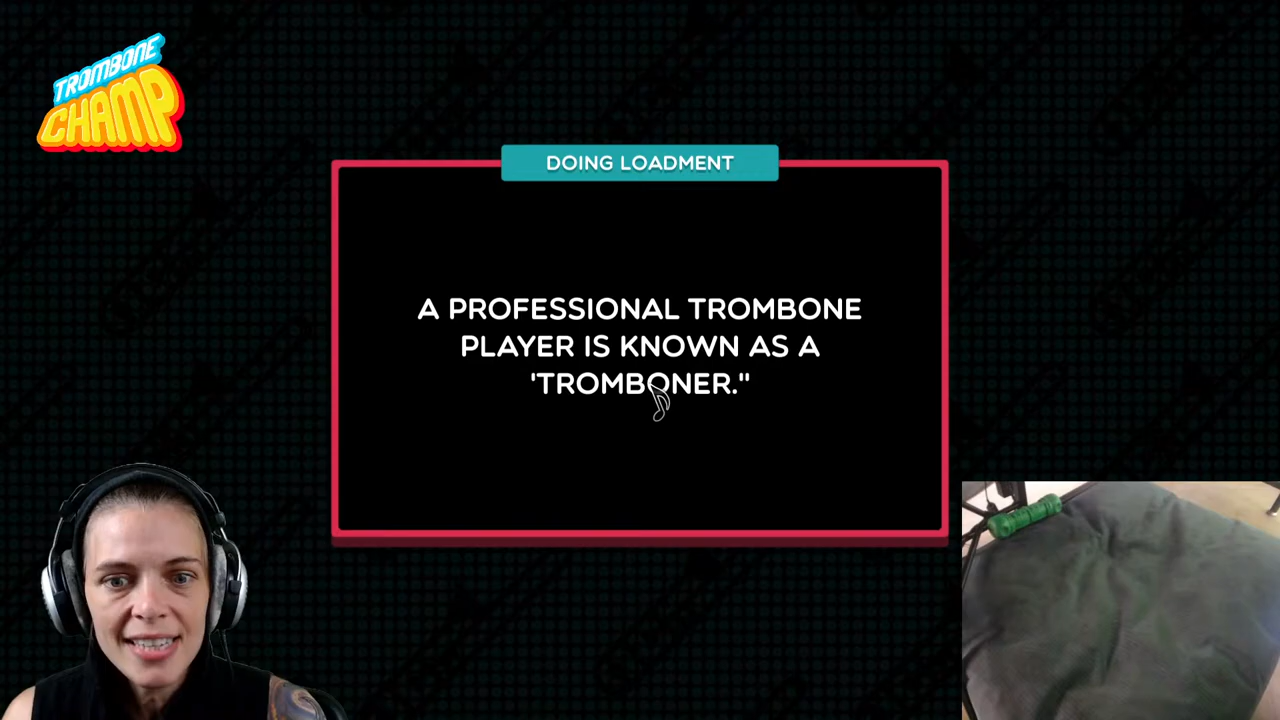 TROMBONE
CHAMP
DOING LOADMENT
A PROFESSIONAL TROMBONE
PLAYER IS KNOWN AS A
'TROMBONER."